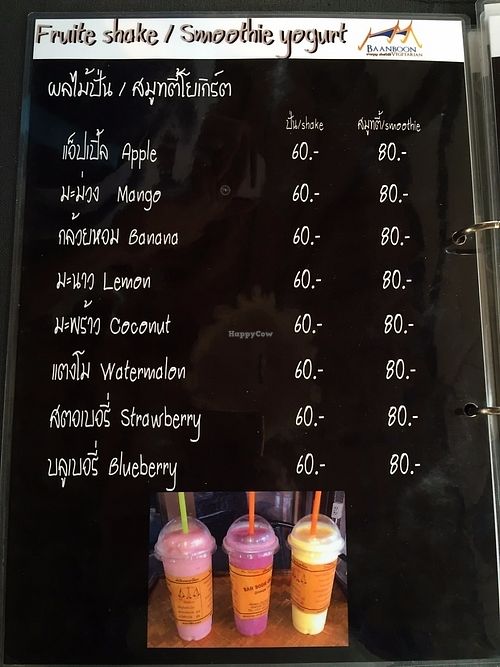 Fruite shake / Smoothie yogurt
BAANBOON
VEGETARIAN
ผลไม้ปั่น / สมูทตี้โยเกิร์ต
ปั่น/shake สมูทตี้/smoothie
แอ็ปเปิ้ล Apple 60.- 80.-
มะม่วง Mango 60.- 80.-
กล้วยหอม Banana 60.- 80.-
มะนาว Lemon 60.- 80.-
มะพร้าว Coconut 60.- 80.-
HappyCow
แตงโม Watermalon 60.- 80.-
สตอเบอรี่ Strawberry 60.- 80.-
บลูเบอรี่ Blueberry 60.- 80.-